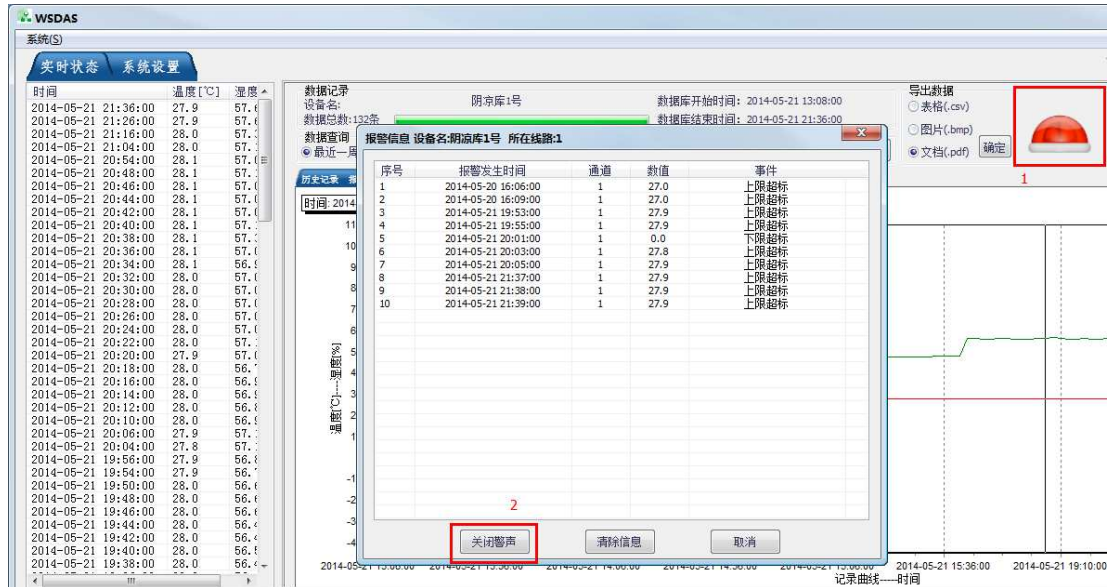 WSDAS
系统(S)
实时状态 系统设置
时间 温度[℃] 湿度
2014-05-21 21:36:00 27.9
2014-05-21 21:26:00 27.9
2014-05-21 21:16:00 28.0
2014-05-21 21:04:00 28.0
2014-05-21 20:54:00 28.1
2014-05-21 20:48:00 28.1
2014-05-21 20:46:00 28.1
2014-05-21 20:44:00 28.1
2014-05-21 20:42:00 28.1
2014-05-21 20:40:00 28.1
2014-05-21 20:38:00 28.1
2014-05-21 20:36:00 28.1
2014-05-21 20:34:00 28.1
2014-05-21 20:32:00 28.0
2014-05-21 20:30:00 28.0
2014-05-21 20:28:00 28.0
2014-05-21 20:26:00 28.0
2014-05-21 20:24:00 28.0
2014-05-21 20:22:00 28.0
2014-05-21 20:20:00 27.9
2014-05-21 20:18:00 28.0
2014-05-21 20:16:00 28.0
2014-05-21 20:14:00 28.0
2014-05-21 20:12:00 28.0
2014-05-21 20:10:00 28.0
2014-05-21 20:06:00 27.9
2014-05-21 20:04:00 27.8
2014-05-21 19:56:00 27.9
2014-05-21 19:54:00 27.9
2014-05-21 19:50:00 28.0
2014-05-21 19:48:00 28.0
2014-05-21 19:46:00 28.0
2014-05-21 19:44:00 28.0
2014-05-21 19:42:00 28.0
2014-05-21 19:40:00 28.0
2014-05-21 19:38:00 28.0
数据记录
设备名: 阴凉库1号 数据库开始时间: 2014-05-21 13:08:00
数据总数:132条 数据库结束时间: 2014-05-21 21:36:00
数据查询
最近一周
导出数据
表格(.csv)
图片(.bmp)
文档(.pdf) 确定
1
历史记录
时间: 2014
报警信息 设备名:阴凉库1号 所在线路:1
序号 报警发生时间 通道 数值 事件
1 2014-05-20 16:06:00 1 27.0 上限超标
2 2014-05-20 16:09:00 1 27.0 上限超标
3 2014-05-21 19:53:00 1 27.9 上限超标
4 2014-05-21 19:55:00 1 27.9 上限超标
5 2014-05-21 20:01:00 1 0.0 下限超标
6 2014-05-21 20:03:00 1 27.8 上限超标
7 2014-05-21 20:05:00 1 27.9 上限超标
8 2014-05-21 21:37:00 1 27.9 上限超标
9 2014-05-21 21:38:00 1 27.9 上限超标
10 2014-05-21 21:39:00 1 27.9 上限超标
2
关闭警声 清除信息 取消
温度[℃]----湿度[%]
2014-05-21 15:36:00 2014-05-21 19:10:00
记录曲线----时间